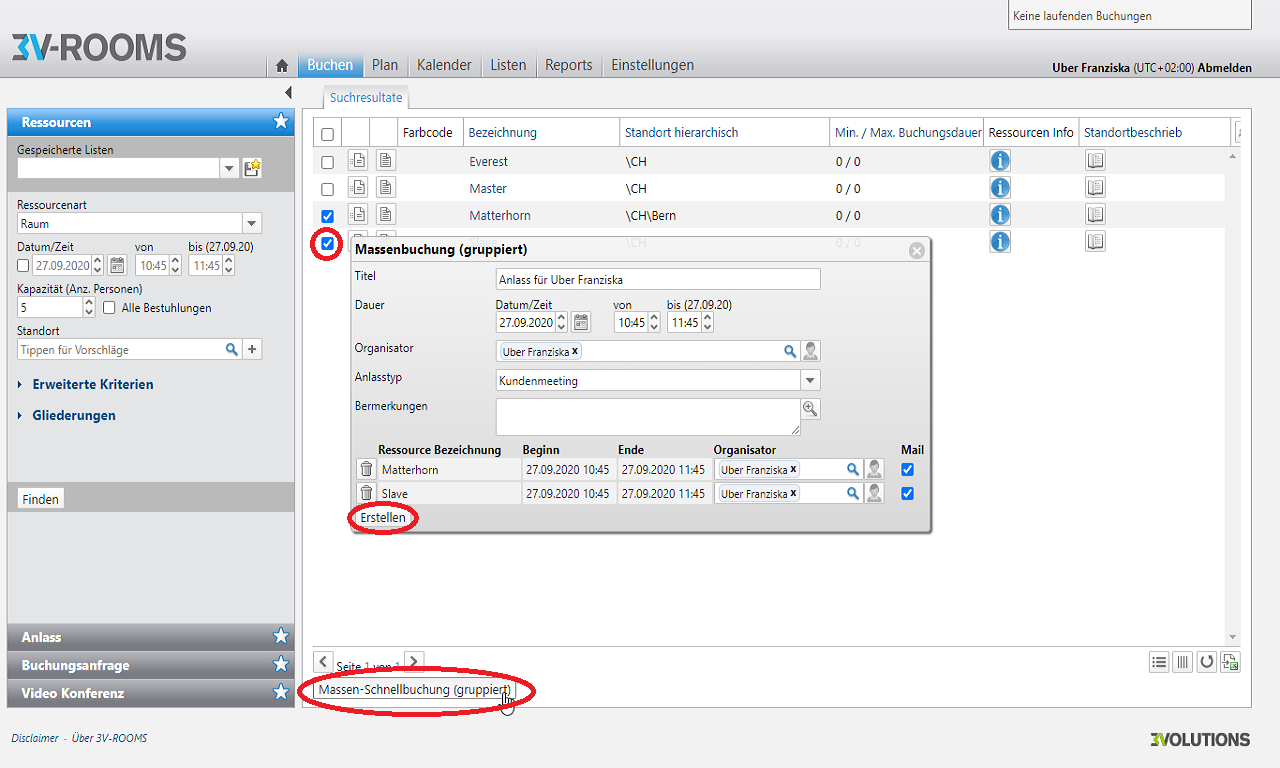 Keine laufenden Buchungen
3V-ROOMS
Buchen Plan Kalender Listen Reports Einstellungen
Uber Franziska (UTC+02:00) Abmelden
Suchresultate
Ressourcen
Gespeicherte Listen
Ressourcenart
Raum
Datum/Zeit von bis (27.09.20)
27.09.2020 10:45 11:45
Kapazität (Anz. Personen)
5 Alle Bestuhlungen
Standort
Tippen für Vorschläge
Erweiterte Kriterien
Gliederungen
Finden
Anlass
Buchungsanfrage
Video Konferenz
Farbcode Bezeichnung Standort hierarchisch Min. / Max. Buchungsdauer Ressourcen Info Standortbeschrieb
Everest \CH 0 / 0
Master \CH 0 / 0
Matterhorn \CH\Bern 0 / 0
\CH 0 / 0
Massenbuchung (gruppiert)
Titel Anlass für Uber Franziska
Dauer Datum/Zeit von bis (27.09.20)
27.09.2020 10:45 11:45
Organisator Uber Franziska x
Anlasstyp Kundenmeeting
Bermerkungen
Ressource Bezeichnung Beginn Ende Organisator Mail
Matterhorn 27.09.2020 10:45 27.09.2020 11:45 Uber Franziska x
Slave 27.09.2020 10:45 27.09.2020 11:45 Uber Franziska x
Erstellen
Seite 1 von 1
Massen-Schnellbuchung (gruppiert)
Disclaimer - Über 3V-ROOMS
3VOLUTIONS